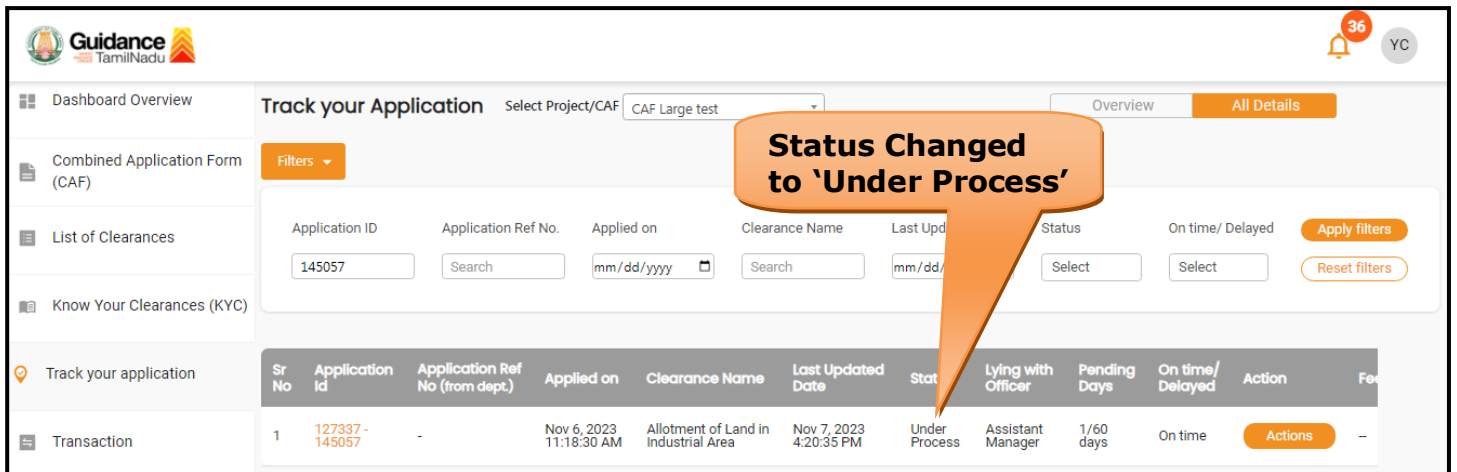 Guidance
TamilNadu
36
YC
Dashboard Overview
Combined Application Form
(CAF)
List of Clearances
Know Your Clearances (KYC)
Track your application
Transaction
Track your Application Select Project/CAF CAF Large test
Overview All Details
Filters
Status Changed
to ‘Under Process’
Application ID Application Ref No. Applied on Clearance Name Last Upd Status On time/ Delayed Apply filters
145057 Search mm/dd/yyyy Search mm/dd/ Select Select Reset filters
Sr
No
Application
Id
Application Ref
No (from dept.)
Applied on
Clearance Name
Last Updated
Date
Stat
Lying with
Officer
Pending
Days
On time/
Delayed
Action
Fee
1
127337 -
145057
-
Nov 6, 2023
11:18:30 AM
Allotment of Land in
Industrial Area
Nov 7, 2023
4:20:35 PM
Under
Process
Assistant
Manager
1/60
days
On time
Actions
--